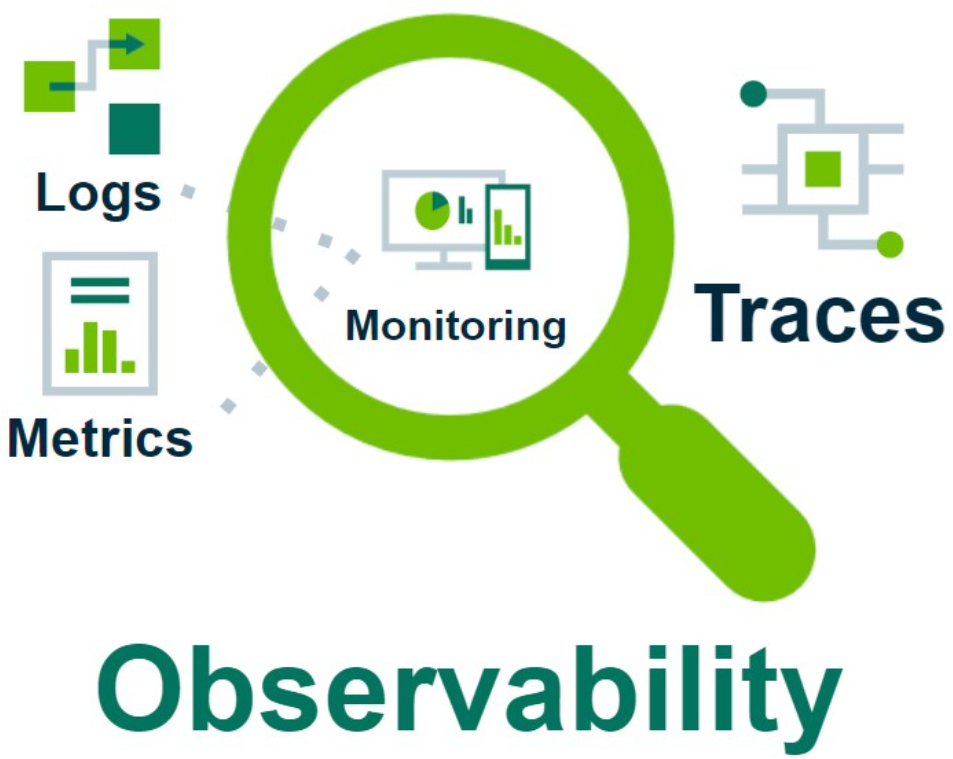 Logs
Metrics
Monitoring
Traces
Observability